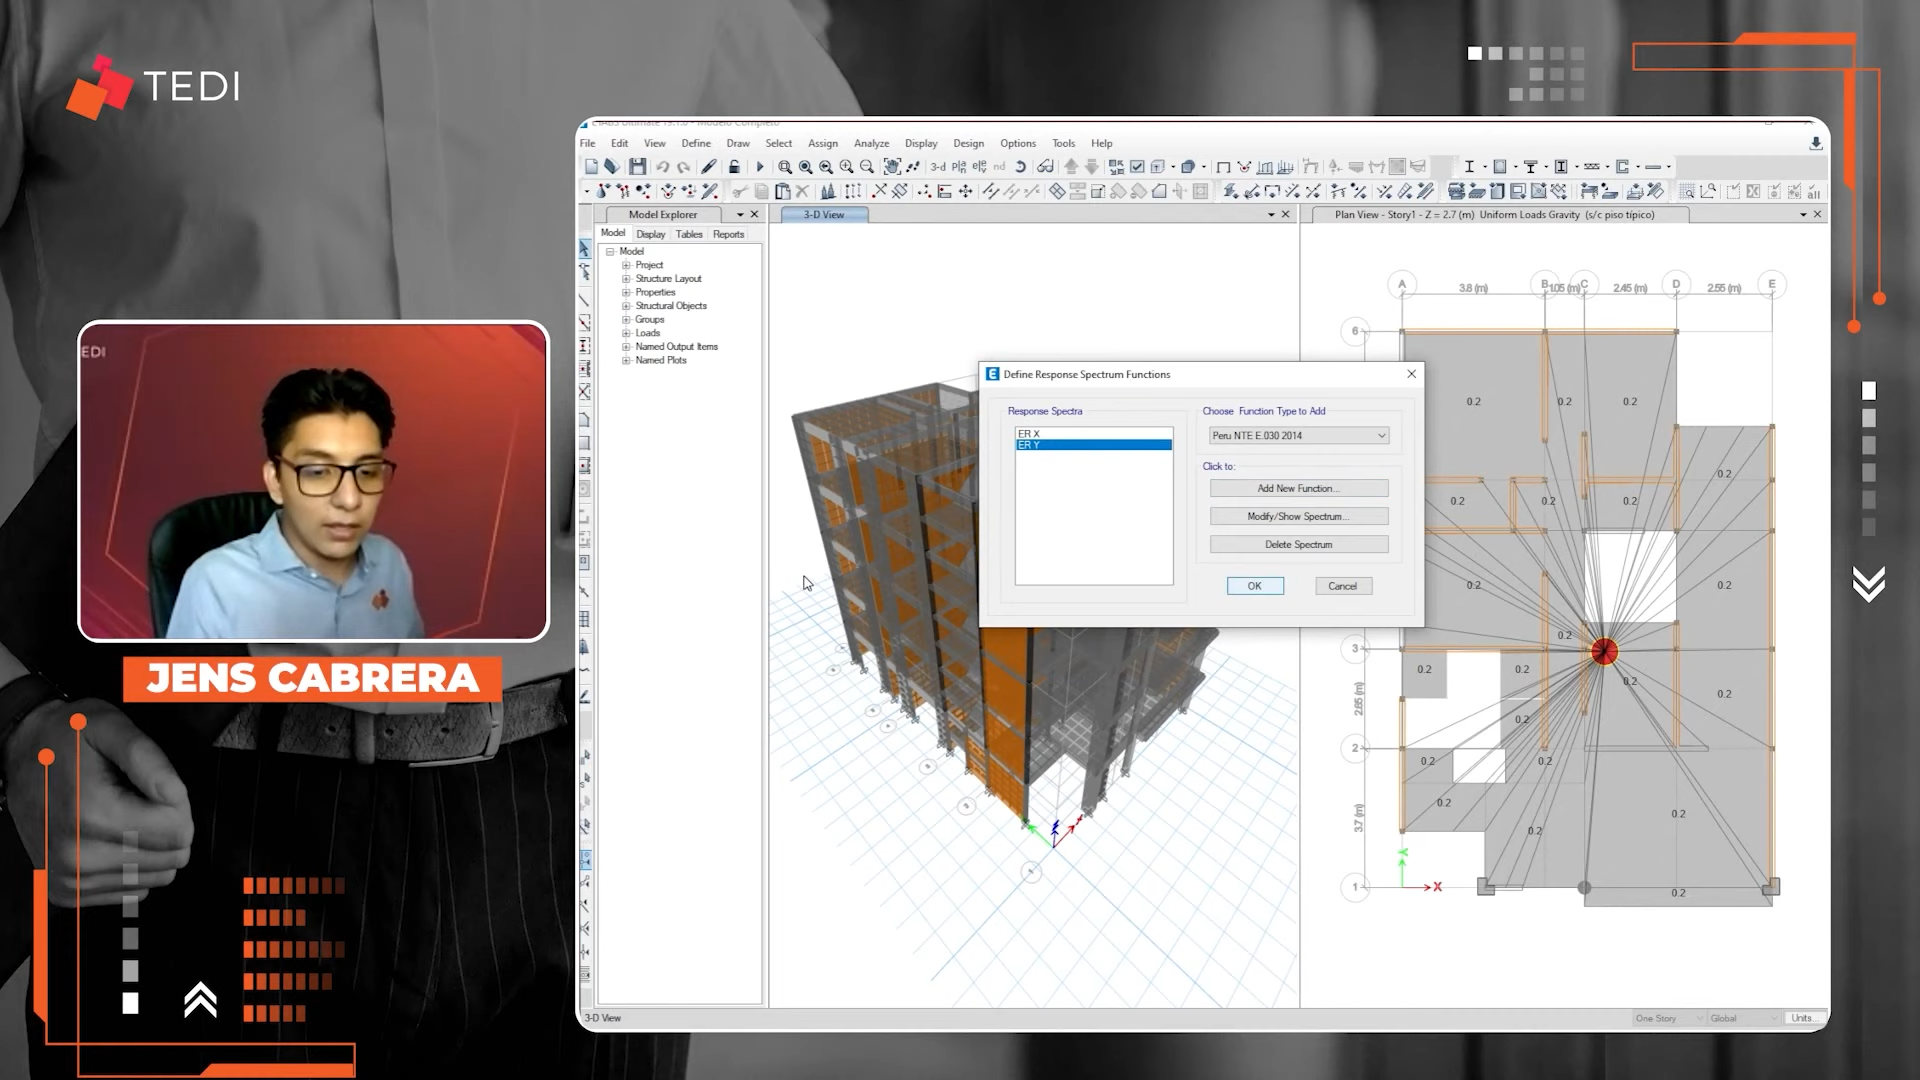 TEDI
EDI
JENS CABRERA
File Edit View Define Draw Select Assign Analyze Display Design Options Tools Help
3-d
nd
all
Model Explorer
3-D View
Plan View - Story1 - Z = 2.7 (m) Uniform Loads Gravity (s/c piso típico)
Model Display Tables Reports
Model
Project
Structure Layout
Properties
Structural Objects
Groups
Loads
Named Output Items
Named Plots
Define Response Spectrum Functions
Response Spectra
ER X
ER Y
Choose Function Type to Add
Peru NTE E.030 2014
Click to:
Add New Function...
Modify/Show Spectrum...
Delete Spectrum
OK
Cancel
A B C D E
3.8 (m) 1.05 (m) 2.45 (m) 2.55 (m)
6
0.2 0.2 0.2
0.2
0.2 0.2 0.2
0.2 0.2
0.2
3
0.2 0.2 0.2 0.2
2.65 (m)
0.2
2
0.2 0.2
0.2 0.2
3.7 (m)
0.2
Y
1 X
0.2
3-D View
One Story Global Units...